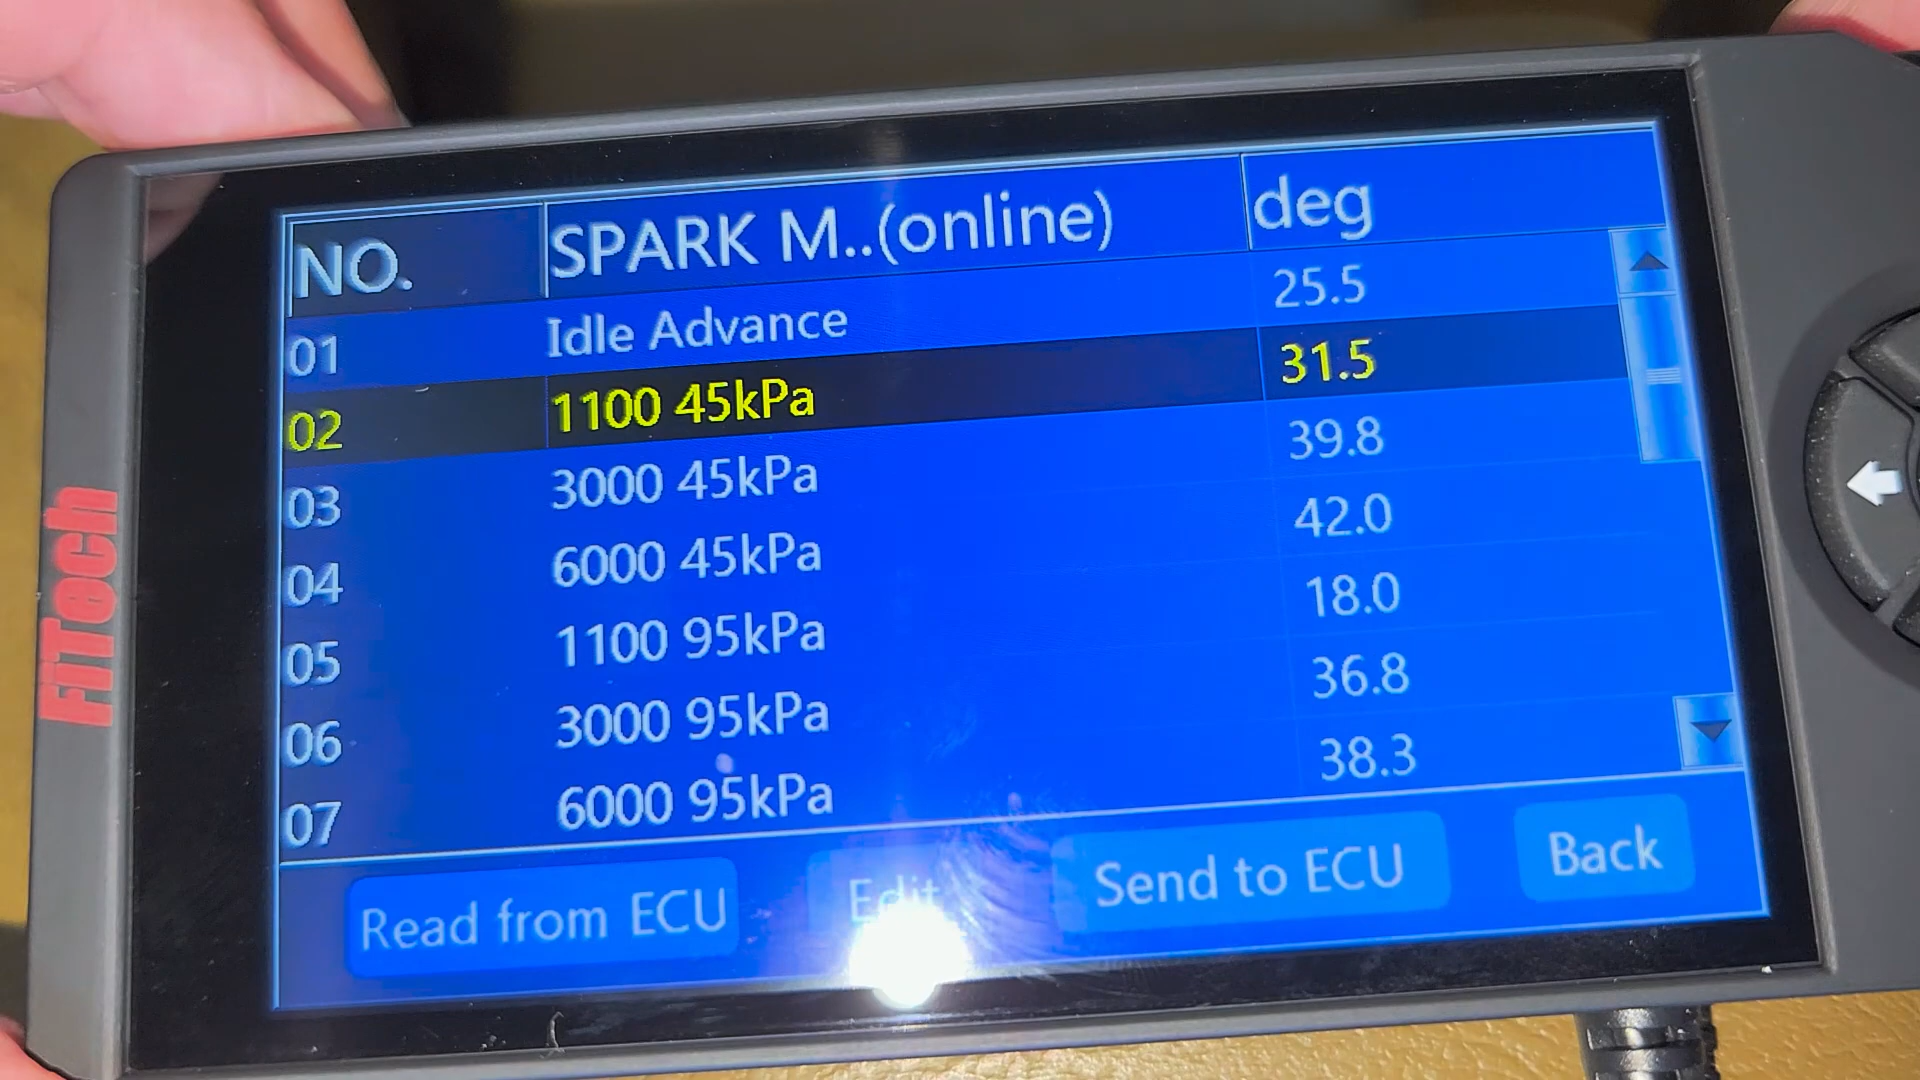 FiTech
NO. SPARK M..(online) deg
01 Idle Advance 25.5
02 1100 45kPa 31.5
03 3000 45kPa 39.8
04 6000 45kPa 42.0
05 1100 95kPa 18.0
06 3000 95kPa 36.8
07 6000 95kPa 38.3
Read from ECU Edit Send to ECU Back